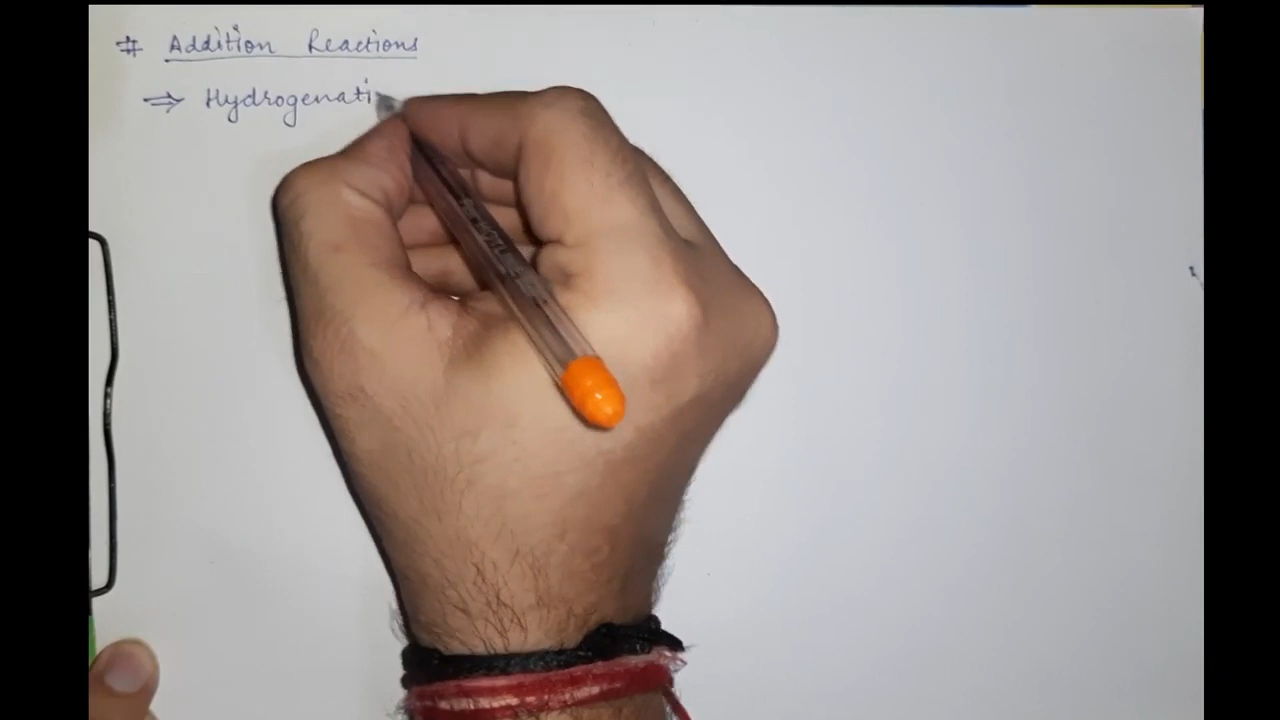 # Addition Reactions
⇒ Hydrogenati